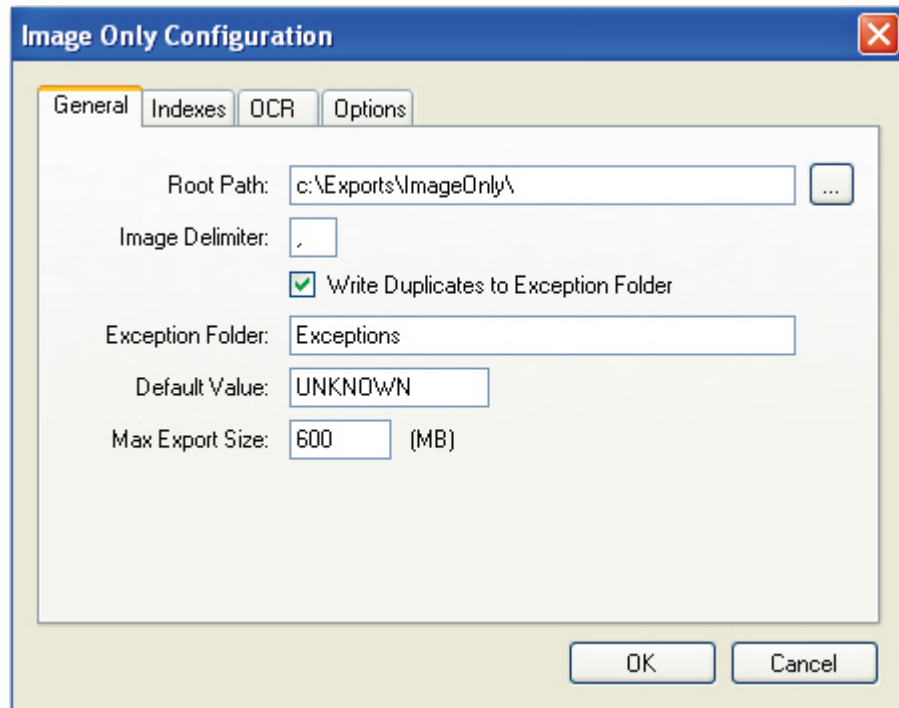 Image Only Configuration
General Indexes OCR Options
Root Path: c:\Exports\ImageOnly\ ...
Image Delimiter: ,
Write Duplicates to Exception Folder
Exception Folder: Exceptions
Default Value: UNKNOWN
Max Export Size: 600 (MB)
OK Cancel